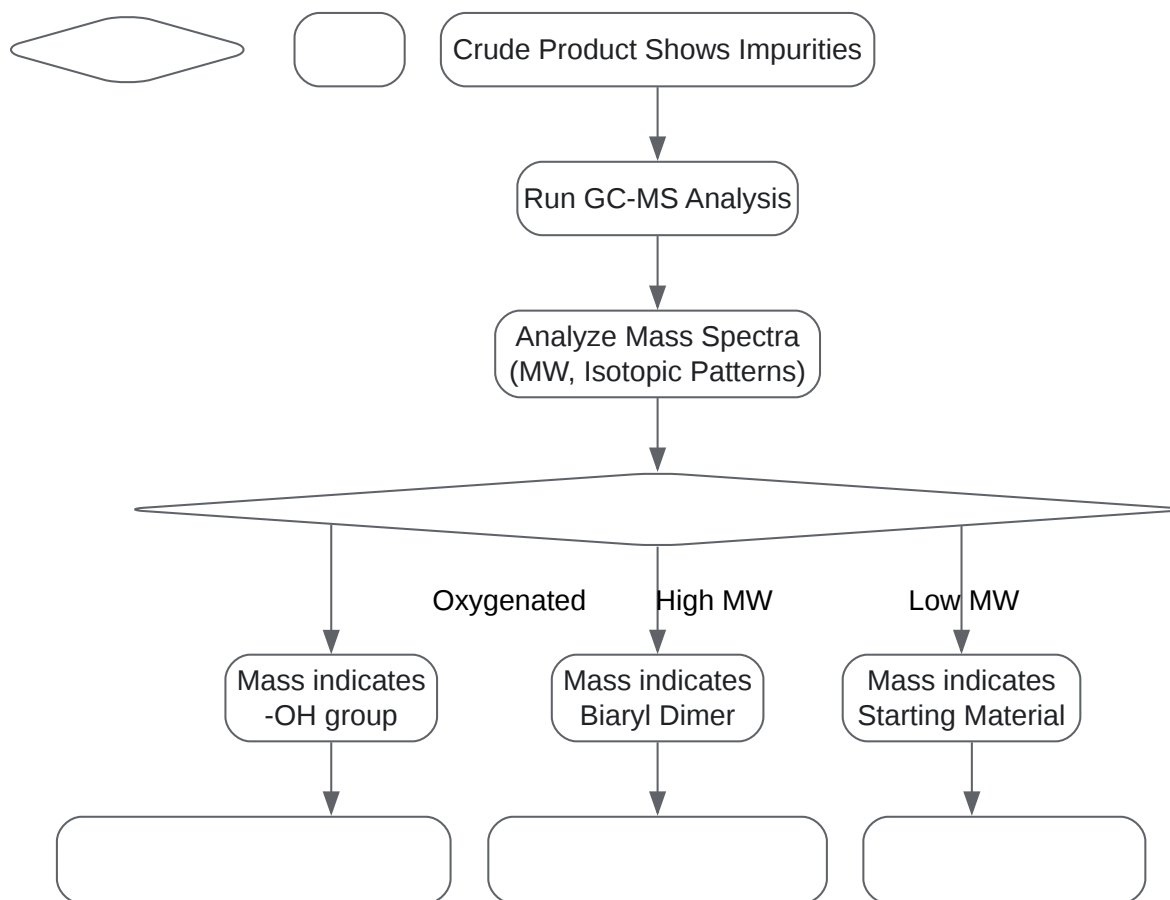 Crude Product Shows Impurities
Run GC-MS Analysis
Analyze Mass Spectra
(MW, Isotopic Patterns)
Oxygenated
High MW
Low MW
Mass indicates
-OH group
Mass indicates
Biaryl Dimer
Mass indicates
Starting Material